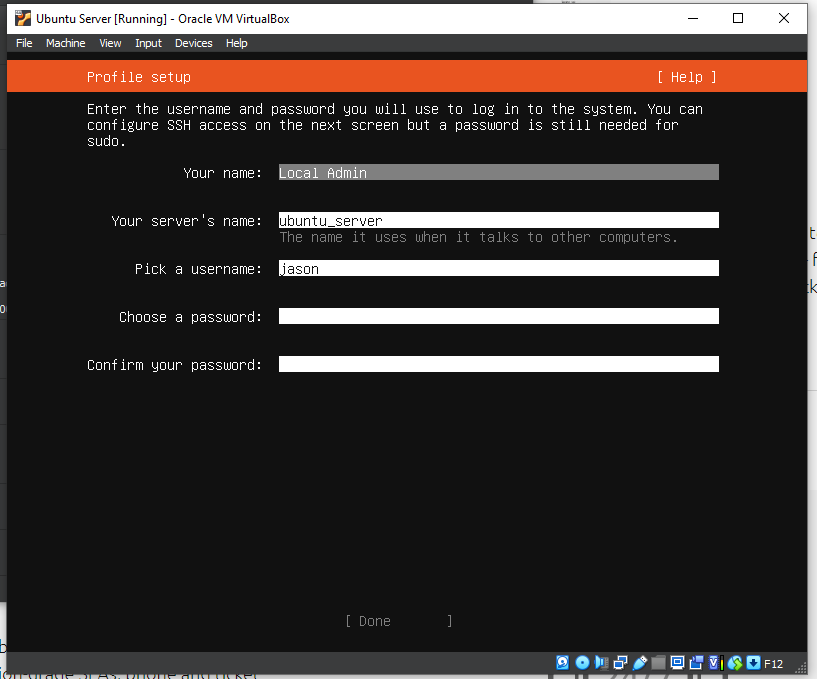 Ubuntu Server [Running] - Oracle VM VirtualBox
File Machine View Input Devices Help
Profile setup [ Help ]
Enter the username and password you will use to log in to the system. You can
configure SSH access on the next screen but a password is still needed for
sudo.
Your name: Local Admin
Your server's name: ubuntu_server
The name it uses when it talks to other computers.
Pick a username: jason
Choose a password:
Confirm your password:
[ Done ]
F12
phone and ticket